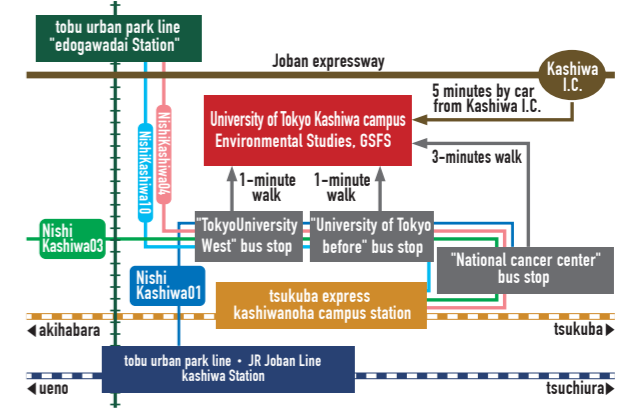 tobu urban park line
"edogawadai Station"
Joban expressway
Kashiwa
I.C.
5 minutes by car
from Kashiwa I.C.
University of Tokyo Kashiwa campus
Environmental Studies, GSFS
3-minutes walk
NishiKashiwa10
NishiKashiwa04
1-minute
walk
1-minute
walk
Nishi
Kashiwa03
"TokyoUniversity
West" bus stop
"University of Tokyo
before" bus stop
"National cancer center"
bus stop
Nishi
Kashiwa01
tsukuba express
kashiwanoha campus station
◀akihabara
tsukuba▶
tobu urban park line・JR Joban Line
kashiwa Station
◀ueno
tsuchiura▶